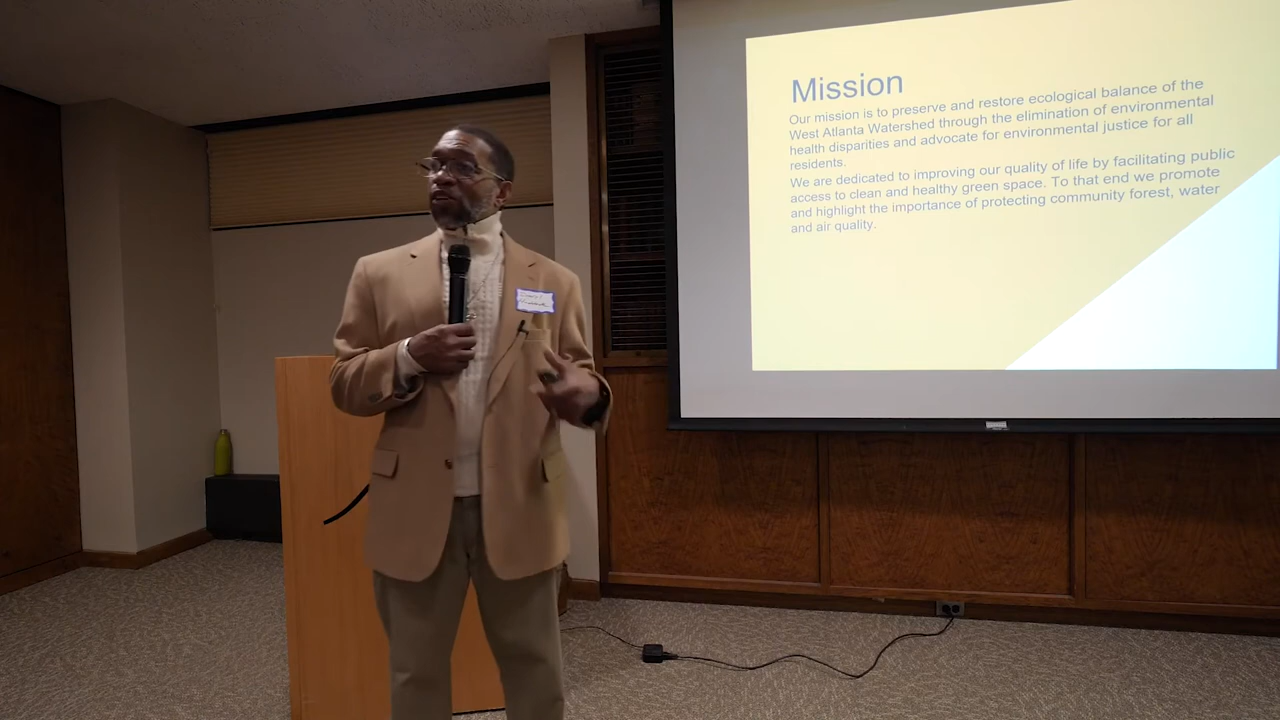 Mission
Our mission is to preserve and restore ecological balance of the
West Atlanta Watershed through the elimination of environmental
health disparities and advocate for environmental justice for all
residents.
We are dedicated to improving our quality of life by facilitating public
access to clean and healthy green space. To that end we promote
and highlight the importance of protecting community forest, water
and air quality.